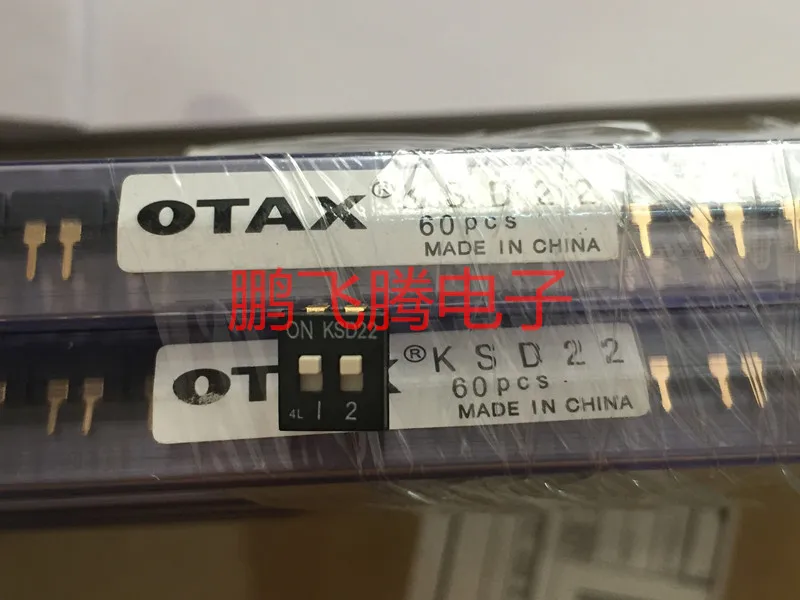 OTAX® KSD22
60pcs
MADE IN CHINA
鹏飞腾电子
ON KSD22
4L 1 2
OTAX® KSD22
60pcs
MADE IN CHINA